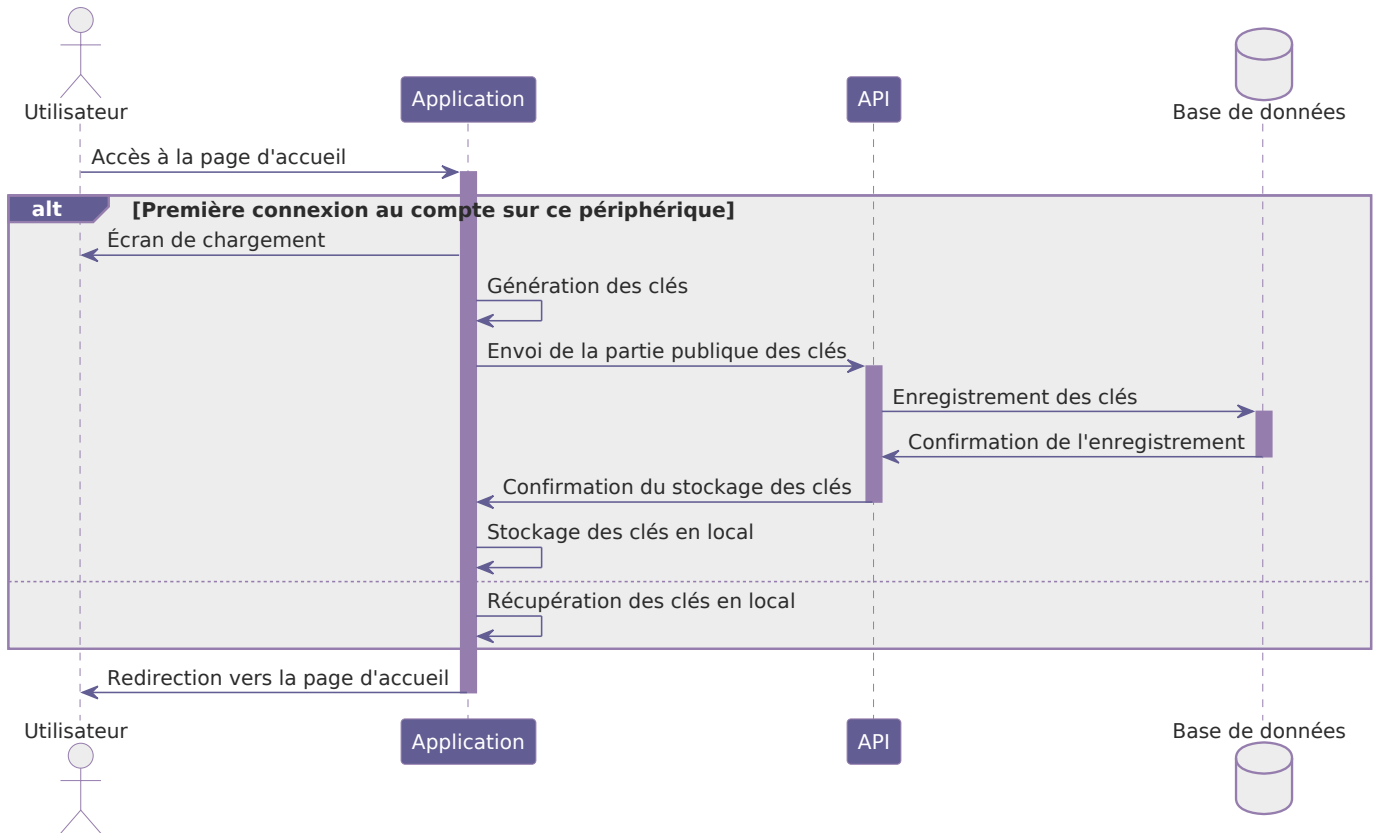 Utilisateur
Application
API
Base de données
Accès à la page d'accueil
alt [Première connexion au compte sur ce périphérique]
Écran de chargement
Génération des clés
Envoi de la partie publique des clés
Enregistrement des clés
Confirmation de l'enregistrement
Confirmation du stockage des clés
Stockage des clés en local
Récupération des clés en local
Redirection vers la page d'accueil
Utilisateur
Application
API
Base de données